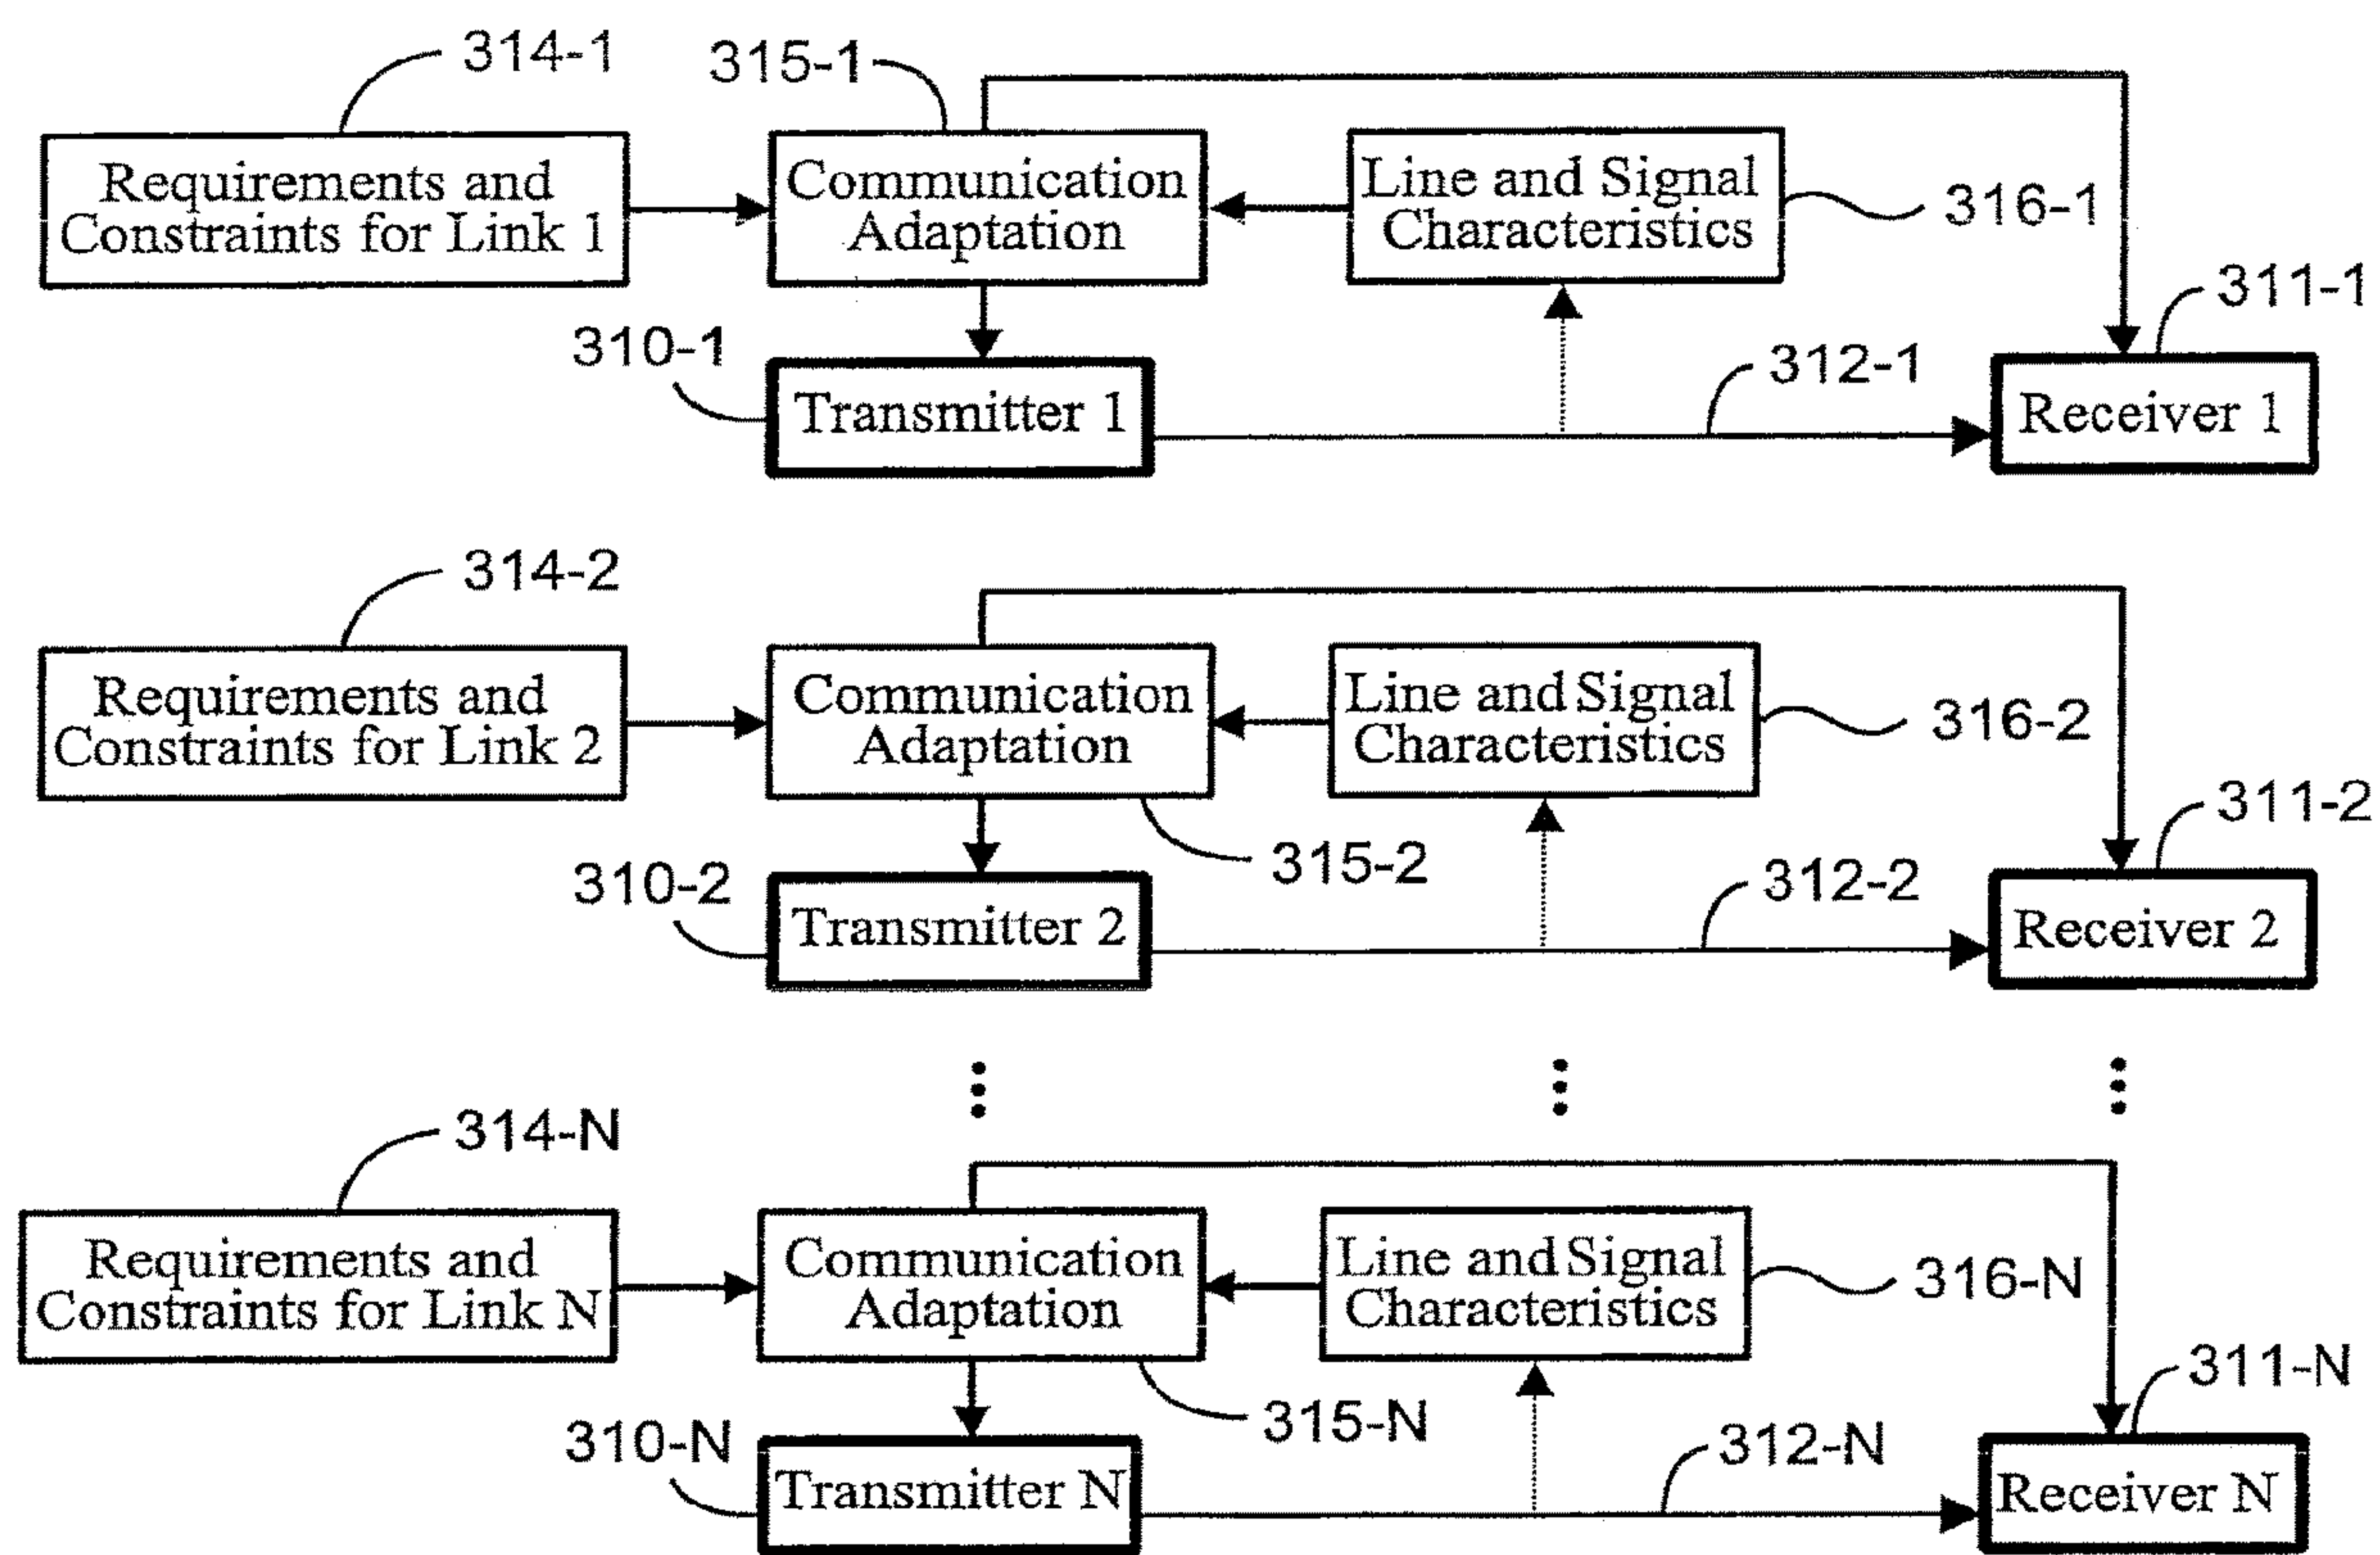 314-1
315-1
Requirements and
Constraints for Link 1
Communication
Adaptation
Line and Signal
Characteristics
316-1
311-1
310-1
312-1
Transmitter 1
Receiver 1
314-2
Requirements and
Constraints for Link 2
Communication
Adaptation
Line and Signal
Characteristics
316-2
311-2
310-2
315-2
312-2
Transmitter 2
Receiver 2
314-N
Requirements and
Constraints for Link N
Communication
Adaptation
Line and Signal
Characteristics
316-N
311-N
310-N
315-N
312-N
Transmitter N
Receiver N